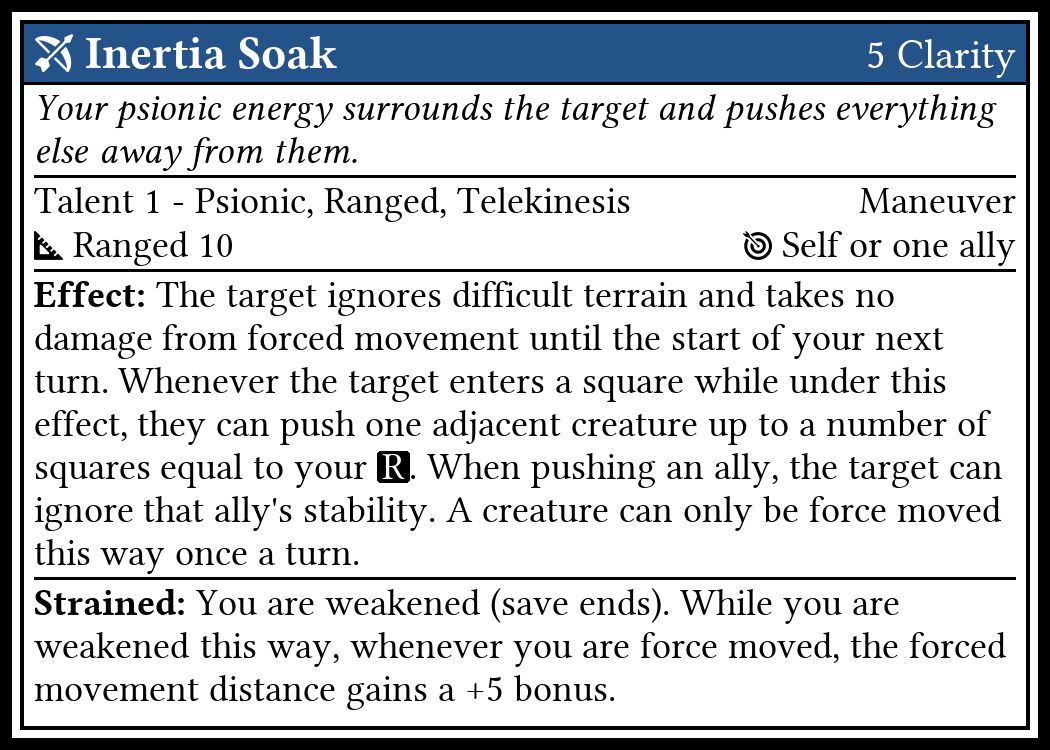 Inertia Soak 5 Clarity
Your psionic energy surrounds the target and pushes everything
else away from them.
Talent 1 - Psionic, Ranged, Telekinesis Maneuver
Ranged 10 Self or one ally
Effect: The target ignores difficult terrain and takes no
damage from forced movement until the start of your next
turn. Whenever the target enters a square while under this
effect, they can push one adjacent creature up to a number of
squares equal to your R. When pushing an ally, the target can
ignore that ally's stability. A creature can only be force moved
this way once a turn.
Strained: You are weakened (save ends). While you are
weakened this way, whenever you are force moved, the forced
movement distance gains a +5 bonus.